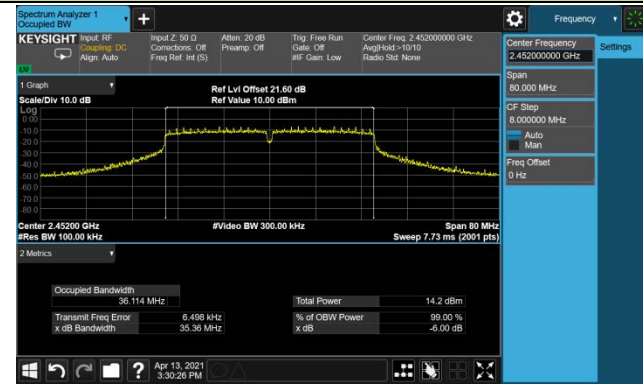 Spectrum Analyzer 1
Occupied BW
Frequency
KEYSIGHT
Input: RF
Coupling: DC
Align: Auto
Input Z: 50 Ω
Corrections: Off
Freq Ref: Int (S)
Atten: 20 dB
Preamp: Off
Trig: Free Run
Gate: Off
#IF Gain: Low
Center Freq: 2.452000000 GHz
Avg|Hold:>10/10
Radio Std: None
Center Frequency
2.452000000 GHz
Settings
Span
80.000 MHz
CF Step
8.000000 MHz
Auto
Man
Freq Offset
0 Hz
1 Graph
Scale/Div 10.0 dB
Ref Lvl Offset 21.60 dB
Ref Value 10.00 dBm
Log
0.00
-10.0
-20.0
-30.0
-40.0
-50.0
-60.0
-70.0
-80.0
Center 2.45200 GHz
#Res BW 100.00 kHz
#Video BW 300.00 kHz
Span 80 MHz
Sweep 7.73 ms (2001 pts)
2 Metrics
Occupied Bandwidth
36.114 MHz
Total Power 14.2 dBm
Transmit Freq Error 6.498 kHz
% of OBW Power 99.00 %
x dB Bandwidth 35.36 MHz
x dB -6.00 dB
Apr 13, 2021
3:30:26 PM